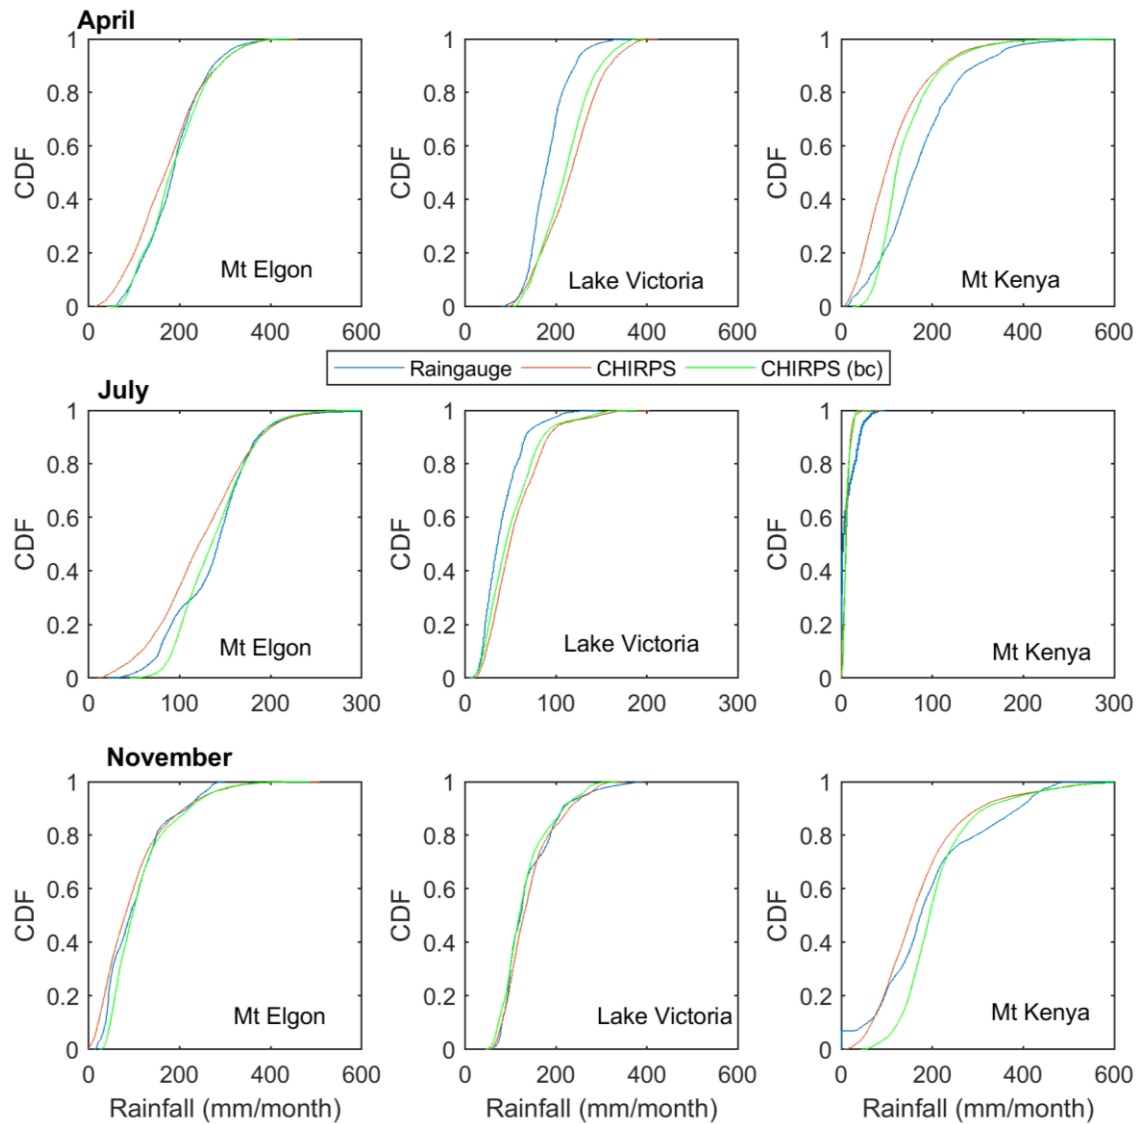 April
1
0.8
0.6
0.4
0.2
0
CDF
0 200 400 600
Mt Elgon
1
0.8
0.6
0.4
0.2
0
CDF
0 200 400 600
Lake Victoria
1
0.8
0.6
0.4
0.2
0
CDF
0 200 400 600
Mt Kenya
Raingauge CHIRPS CHIRPS (bc)
July
1
0.8
0.6
0.4
0.2
0
CDF
0 100 200 300
Mt Elgon
1
0.8
0.6
0.4
0.2
0
CDF
0 100 200 300
Lake Victoria
1
0.8
0.6
0.4
0.2
0
CDF
0 100 200 300
Mt Kenya
November
1
0.8
0.6
0.4
0.2
0
CDF
0 200 400 600
Mt Elgon
Rainfall (mm/month)
1
0.8
0.6
0.4
0.2
0
CDF
0 200 400 600
Lake Victoria
Rainfall (mm/month)
1
0.8
0.6
0.4
0.2
0
CDF
0 200 400 600
Mt Kenya
Rainfall (mm/month)